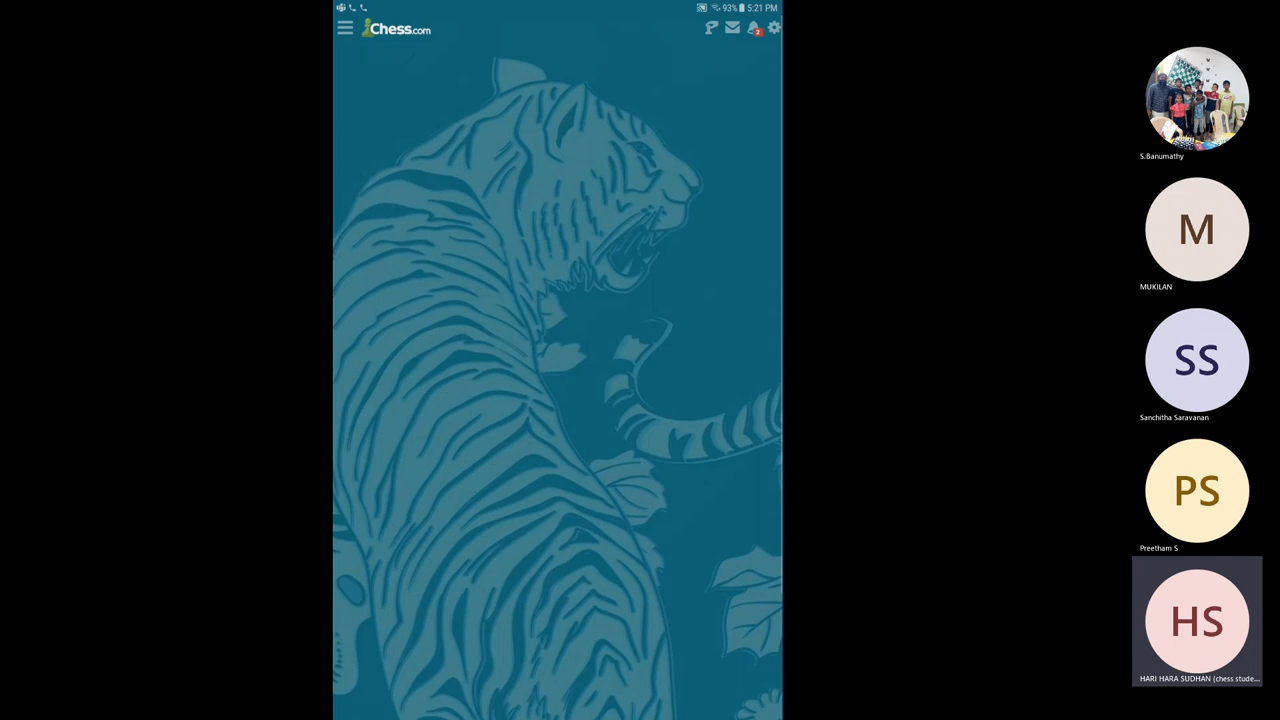 93% 5:21 PM
Chess.com
2
S.Banumathy
M
MUKILAN
SS
Sanchitha Saravanan
PS
Preetham S
HS
HARI HARA SUDHAN (chess stude...